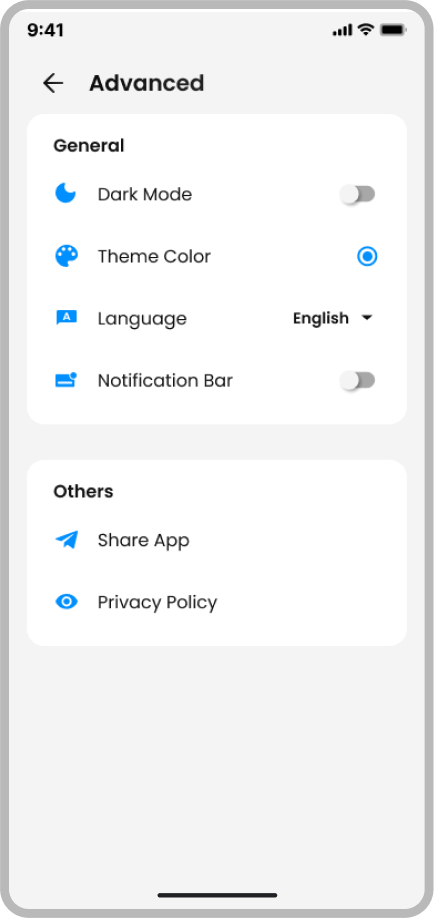 9:41
Advanced
General
Dark Mode
Theme Color
A Language English
Notification Bar
Others
Share App
Privacy Policy